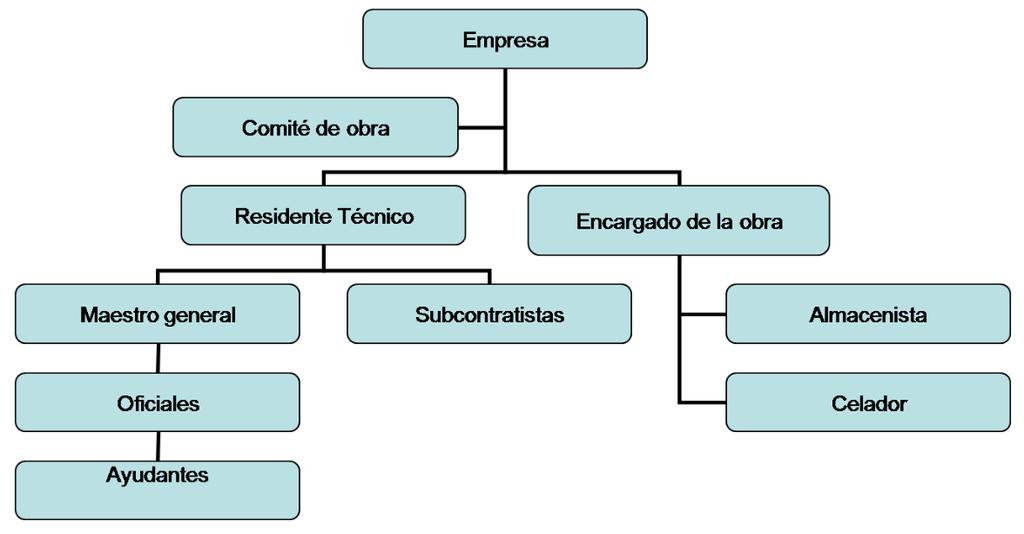 Empresa
Comité de obra
Residente Técnico
Encargado de la obra
Maestro general
Subcontratistas
Almacenista
Oficiales
Celador
Ayudantes